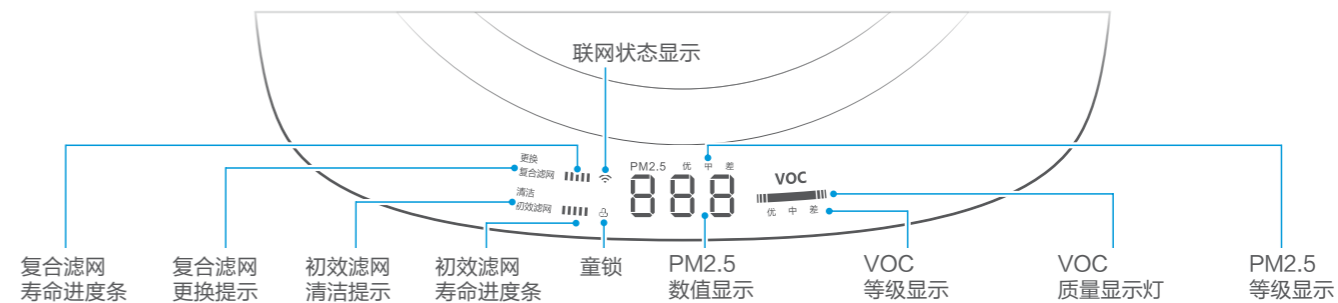 联网状态显示
更换
复合滤网
清洁
初效滤网
PM2.5 优 中 差
888
VOC
优 中 差
复合滤网
寿命进度条
复合滤网
更换提示
初效滤网
清洁提示
初效滤网
寿命进度条
童锁
PM2.5
数值显示
VOC
等级显示
VOC
质量显示灯
PM2.5
等级显示